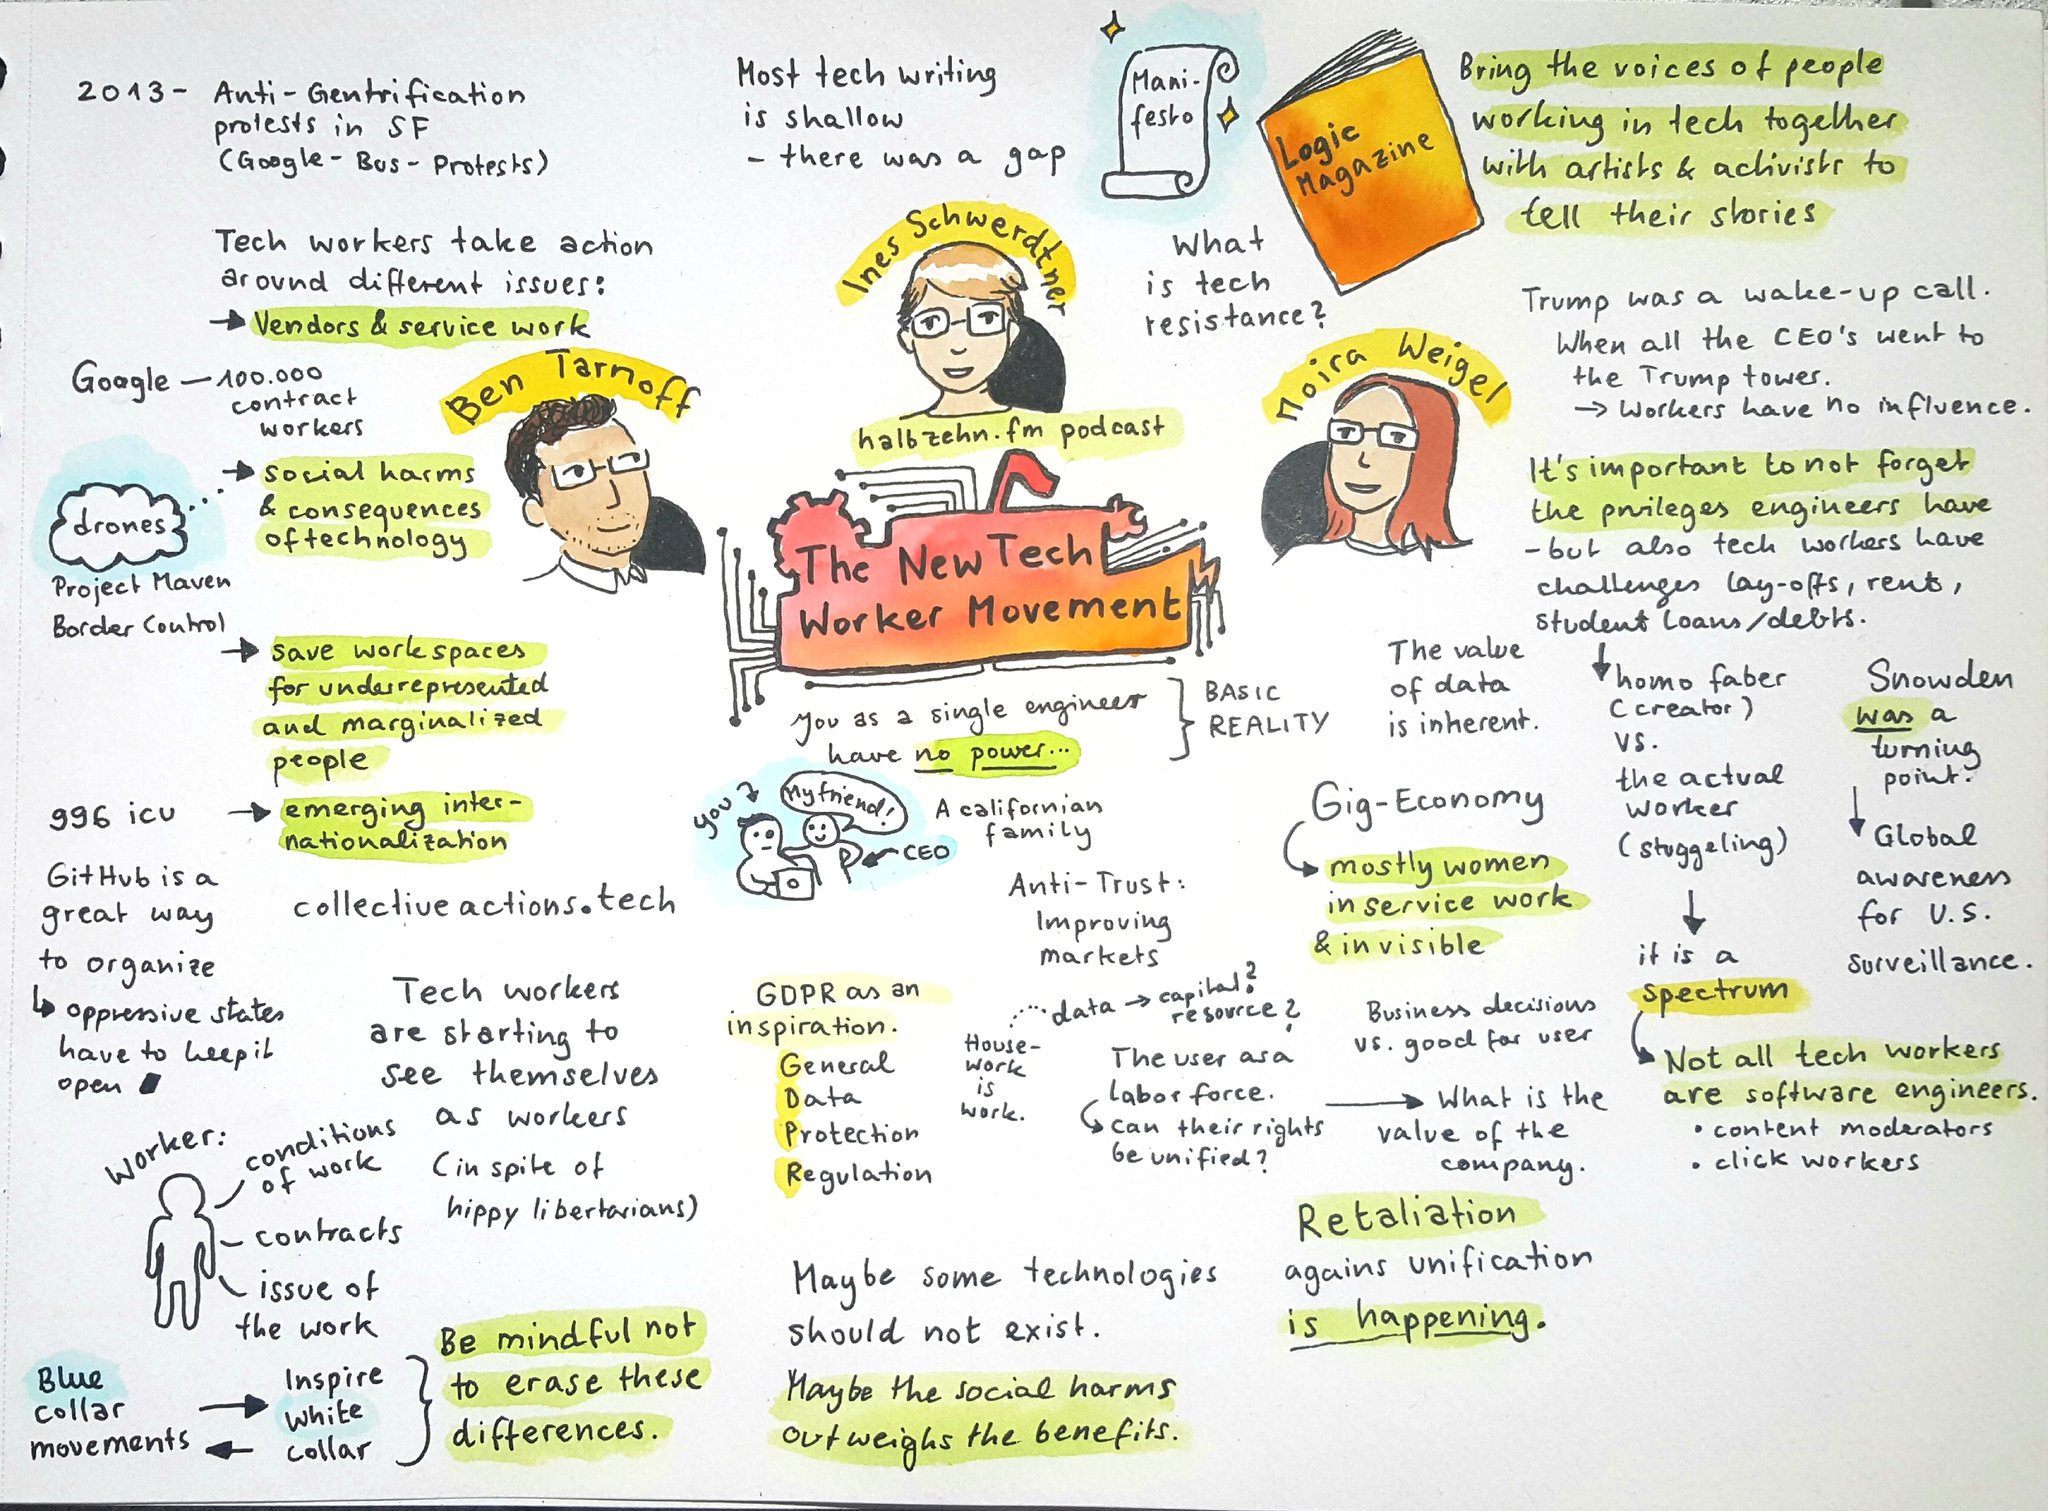 2013 - Anti-Gentrification
protests in SF
(Google-Bus-Protests)
Tech workers take action
around different issues:
→ Vendors & service work
Google — 100.000
contract
workers
→ social harms
& consequences
of technology
drones
Project Maven
Border Control
→ save workspaces
for underrepresented
and marginalized
people
996 icu → emerging inter-
nationalization
GitHub is a
great way
to organize
↳ oppressive states
have to keep it
open
collectiveactions.tech
Tech workers
are starting to
see themselves
as workers
(in spite of
hippy libertarians)
Worker:
conditions
of work
contracts
issue of
the work
Blue
collar
movements
Inspire
white
collar
Be mindful not
to erase these
differences.
Most tech writing
is shallow
- there was a gap
Mani-
festo
Logic
Magazine
Bring the voices of people
working in tech together
with artists & activists to
tell their stories
Ben Tarnoff
Ines Schwerdtner
halbzehn.fm podcast
What
is tech
resistance?
Moira Weigel
The New Tech
Worker Movement
you as a single engineer
have no power...
BASIC
REALITY
you
My friend!
CEO
A californian
family
Anti-Trust:
Improving
markets
GDPR as an
inspiration.
General
Data
Protection
Regulation
House-
work
is
work.
data → capital?
resource?
The user as a
labor force.
↳ can their rights
be unified?
→ What is the
value of the
company.
Business decisions
vs. good for user
Maybe some technologies
should not exist.
Maybe the social harms
outweighs the benefits.
Trump was a wake-up call.
When all the CEO's went to
the Trump tower.
→ Workers have no influence.
It's important to not forget
the privileges engineers have
- but also tech workers have
challenges lay-offs, rent,
student loans/debts.
The value
of data
is inherent.
Gig-Economy
mostly women
in service work
& invisible
homo faber
(creator)
vs.
the actual
worker
(stuggeling)
it is a
spectrum
Not all tech workers
are software engineers.
• content moderators
• click workers
Snowden
was a
turning
point.
Global
awareness
for U.S.
surveillance.
Retaliation
agains unification
is happening.